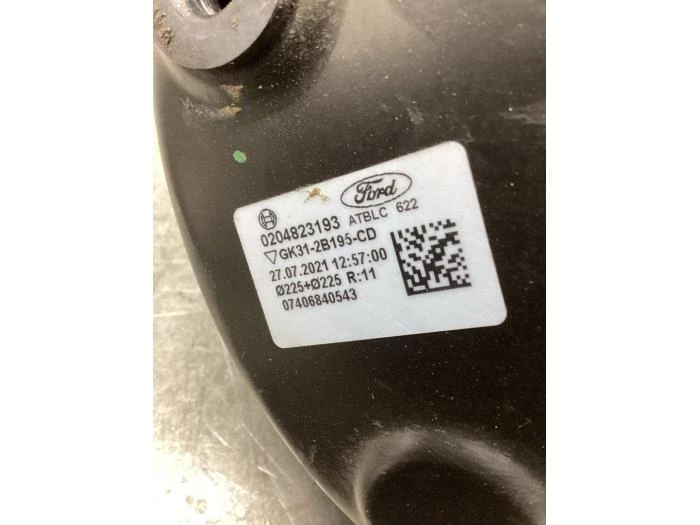 Ford
0204823193 ATBLC 622
▽GK31-2B195-CD
27.07.2021 12:57:00
Ø225+Ø225 R:11
07406840543